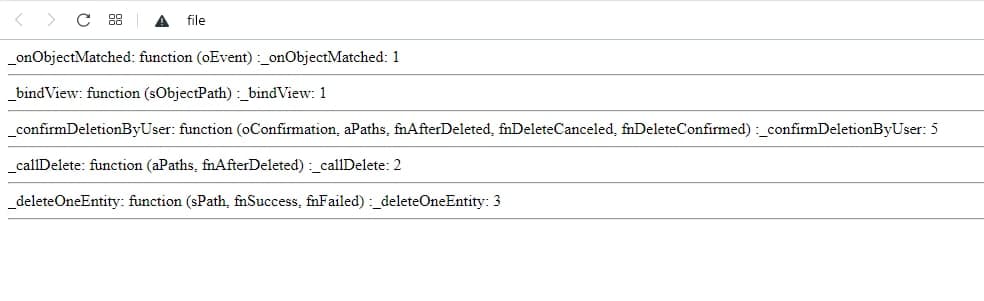 file
_onObjectMatched: function (oEvent) :_onObjectMatched: 1
_bindView: function (sObjectPath) :_bindView: 1
_confirmDeletionByUser: function (oConfirmation, aPaths, fnAfterDeleted, fnDeleteCanceled, fnDeleteConfirmed) :_confirmDeletionByUser: 5
_callDelete: function (aPaths, fnAfterDeleted) :_callDelete: 2
_deleteOneEntity: function (sPath, fnSuccess, fnFailed) :_deleteOneEntity: 3